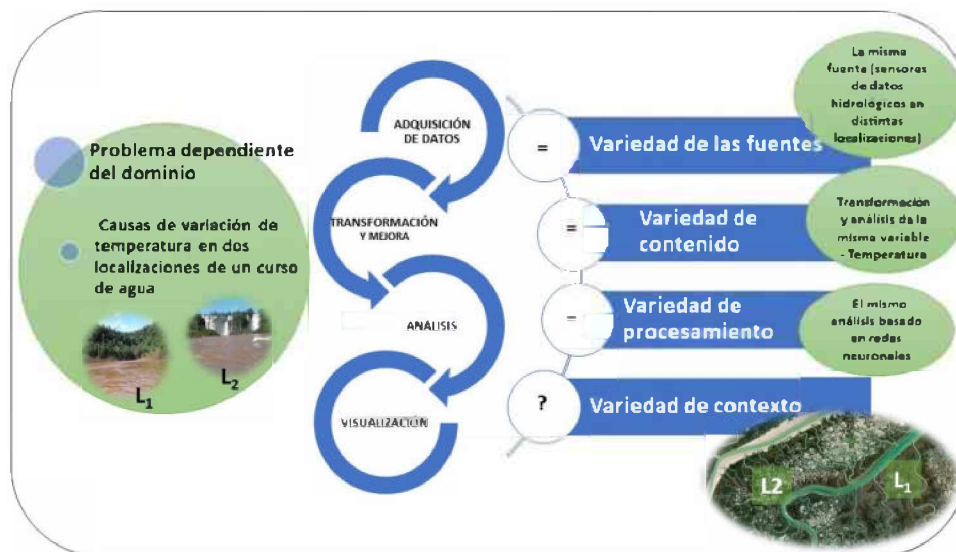 Problema dependiente
del dominio
Causas de variación de
temperatura en dos
localizaciones de un curso
de agua
L₁
L₂
ADQUISICIÓN
DE DATOS
TRANSFORMACIÓN
Y MEJORA
ANÁLISIS
VISUALIZACIÓN
=
Variedad de las fuentes
=
Variedad de
contenido
=
Variedad de
procesamiento
?
Variedad de contexto
La misma
fuente (sensores
de datos
hidrológicos en
distintas
localizaciones)
Transformación
y análisis de la
misma variable
- Temperatura
El mismo
análisis basado
en redes
neuronales
L2
L₁